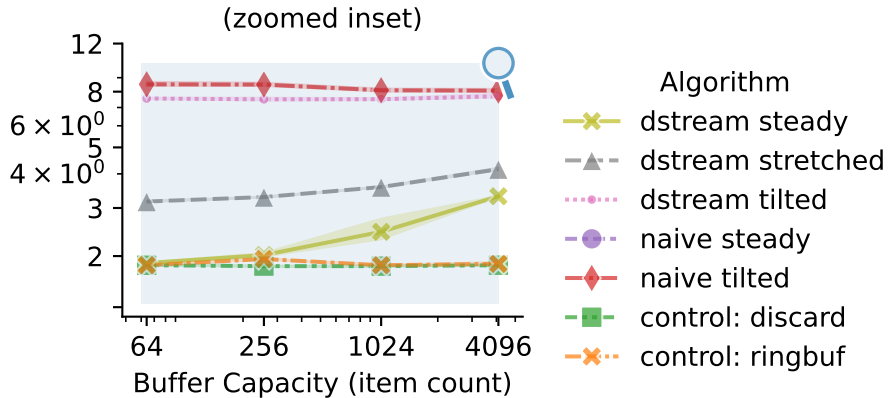 (zoomed inset)
12
8
6 × 10⁰
5
4 × 10⁰
3
2
64 256 1024 4096
Buffer Capacity (item count)
Algorithm
dstream steady
dstream stretched
dstream tilted
naive steady
naive tilted
control: discard
control: ringbuf